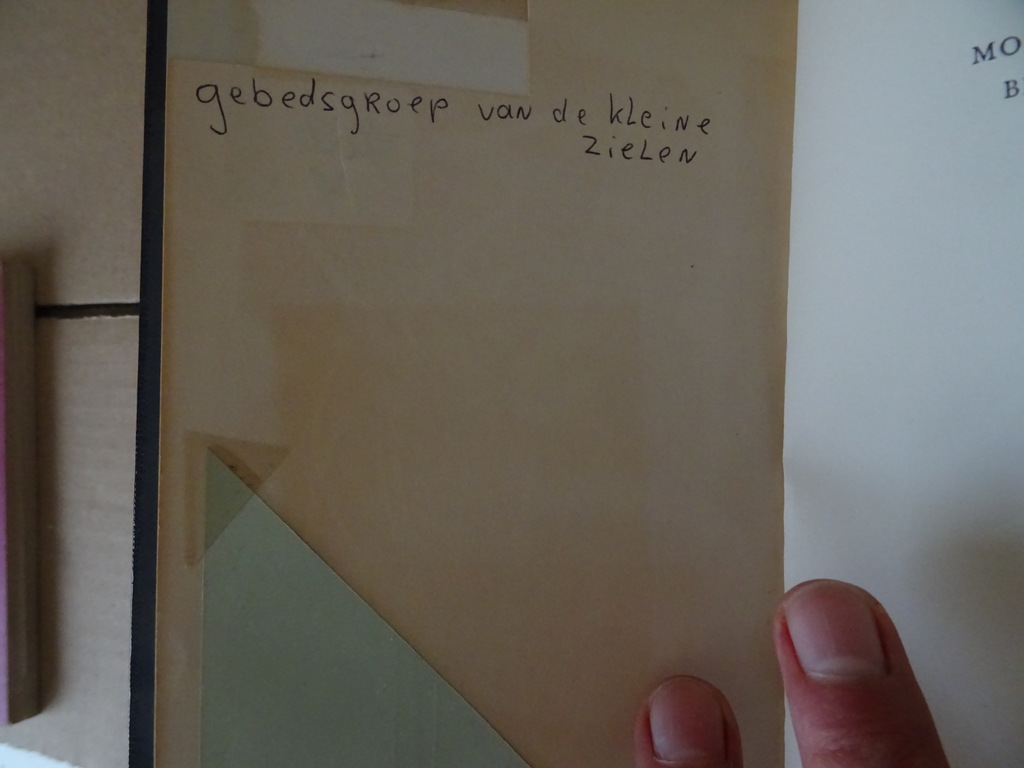 gebedsgroep van de kleine
zielen
MO
B